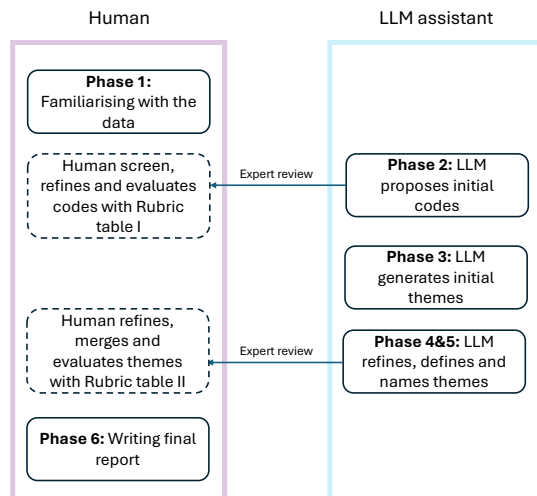 Human
LLM assistant
Phase 1:
Familiarising with the
data
Human screen,
refines and evaluates
codes with Rubric
table I
Expert review
Phase 2: LLM
proposes initial
codes
Phase 3: LLM
generates initial
themes
Human refines,
merges and
evaluates themes
with Rubric table II
Expert review
Phase 4&5: LLM
refines, defines and
names themes
Phase 6: Writing final
report